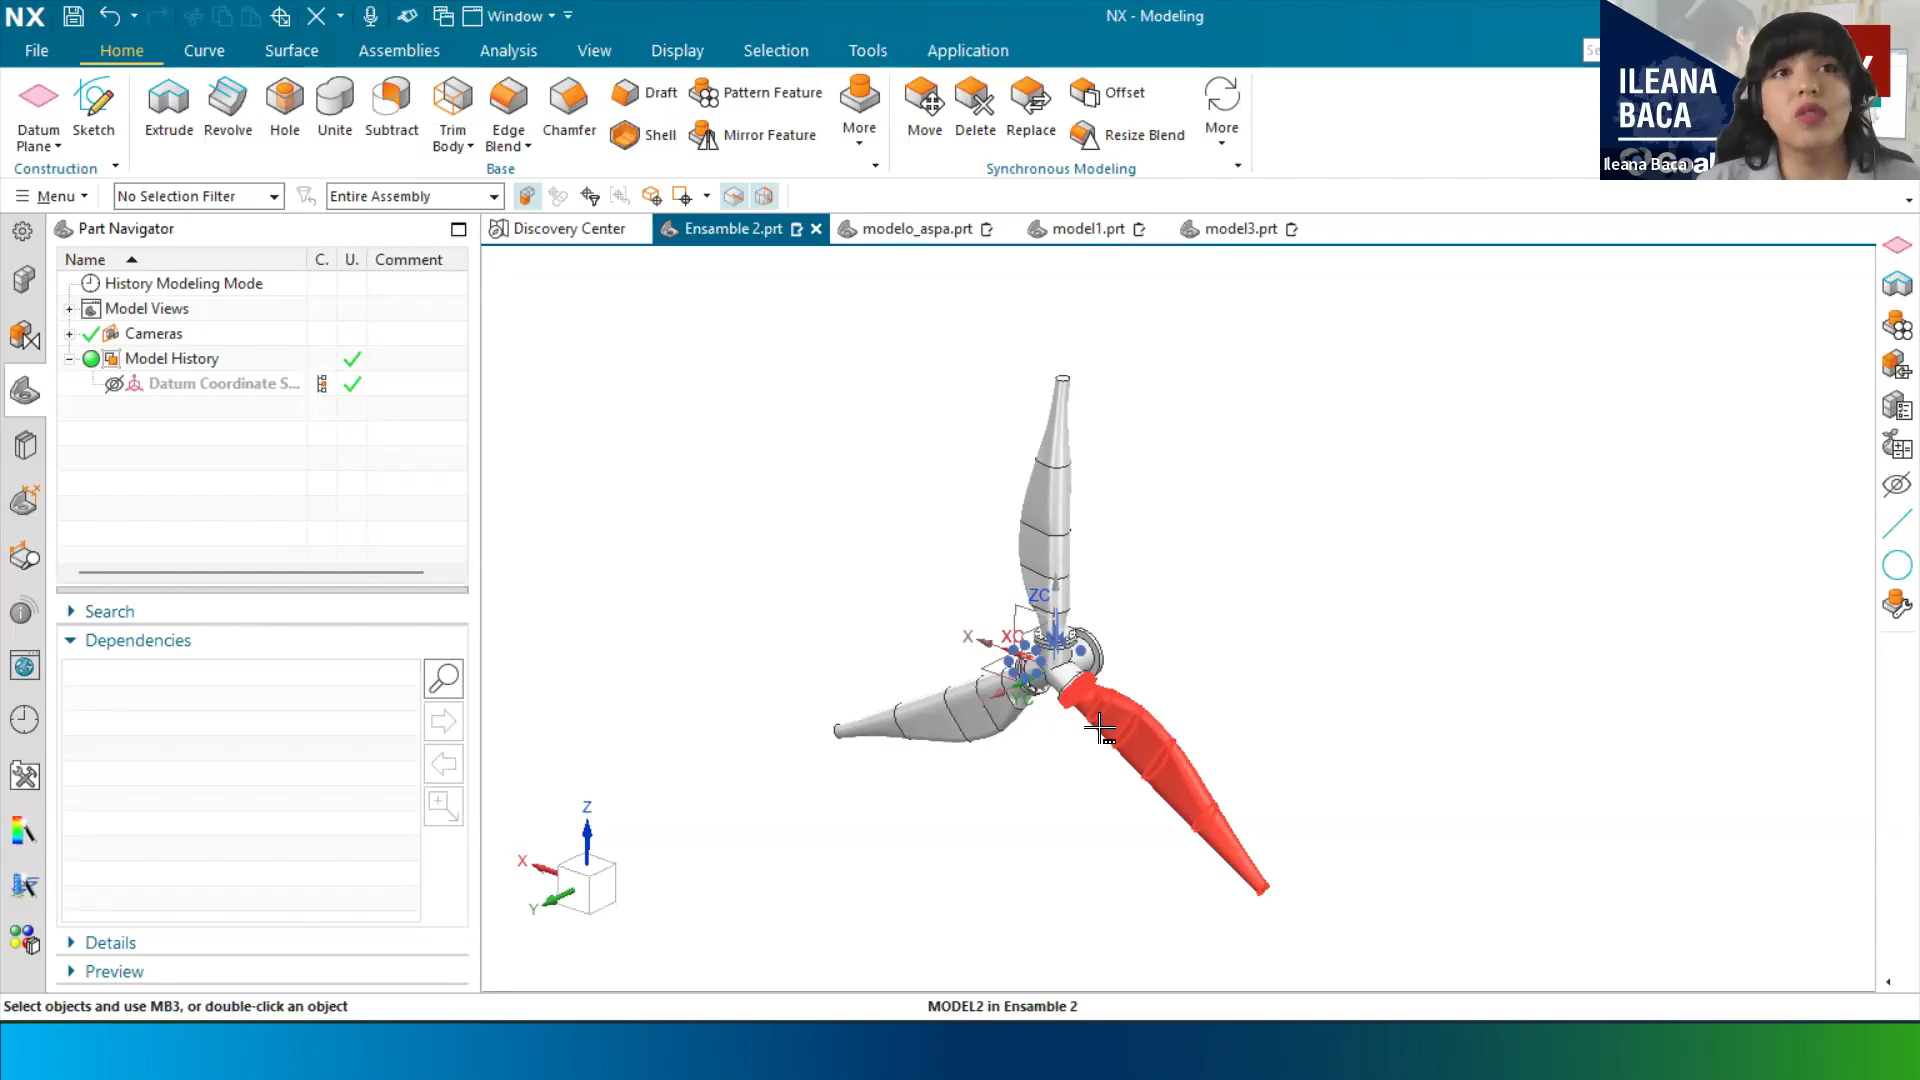 NX
Window
NX - Modeling
File
Home
Curve
Surface
Assemblies
Analysis
View
Display
Selection
Tools
Application
ILEANA
BACA
Ileana Baca
Datum
Plane
Sketch
Extrude
Revolve
Hole
Unite
Subtract
Trim
Body
Edge
Blend
Chamfer
Draft
Shell
Pattern Feature
Mirror Feature
More
Move
Delete
Replace
Offset
Resize Blend
More
Construction
Base
Synchronous Modeling
Menu
No Selection Filter
Entire Assembly
Part Navigator
Discovery Center
Ensamble 2.prt
modelo_aspa.prt
model1.prt
model3.prt
Name
C.
U.
Comment
History Modeling Mode
Model Views
Cameras
Model History
Datum Coordinate S...
Search
Dependencies
Details
Preview
ZC
X
XC
YC
Z
X
Y
Select objects and use MB3, or double-click an object
MODEL2 in Ensamble 2